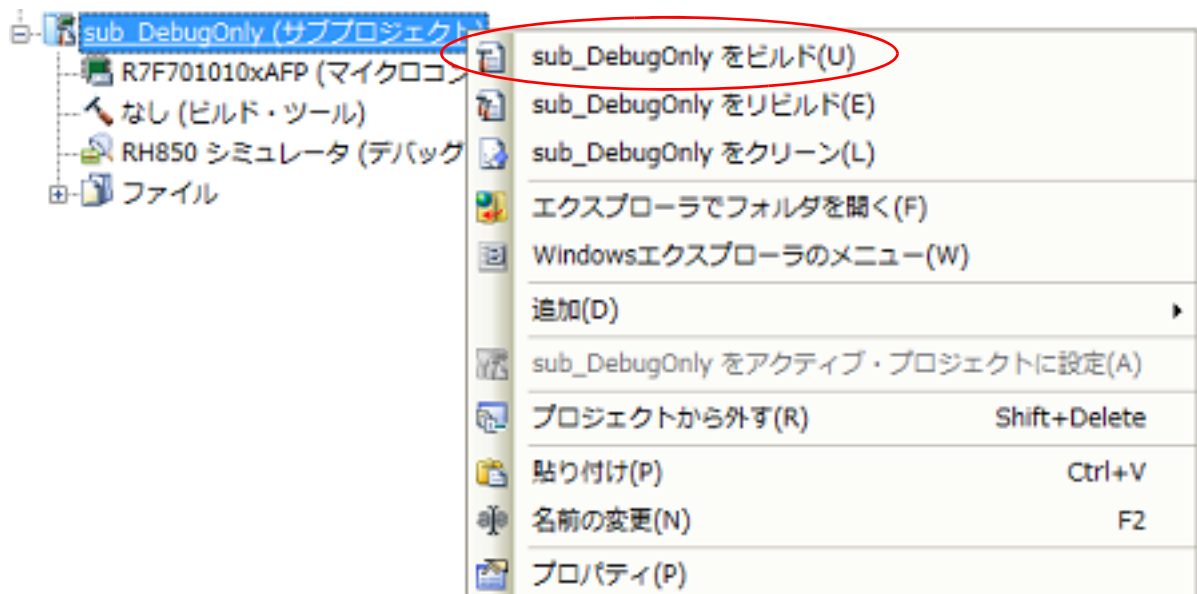 sub_DebugOnly (サブプロジェクト)
R7F701010xAFP (マイクロコン
なし (ビルド・ツール)
RH850 シミュレータ (デバッグ
ファイル
sub_DebugOnly をビルド(U)
sub_DebugOnly をリビルド(E)
sub_DebugOnly をクリーン(L)
エクスプローラでフォルダを開く(F)
Windowsエクスプローラのメニュー(W)
追加(D)
sub_DebugOnly をアクティブ・プロジェクトに設定(A)
プロジェクトから外す(R) Shift+Delete
貼り付け(P) Ctrl+V
名前の変更(N) F2
プロパティ(P)